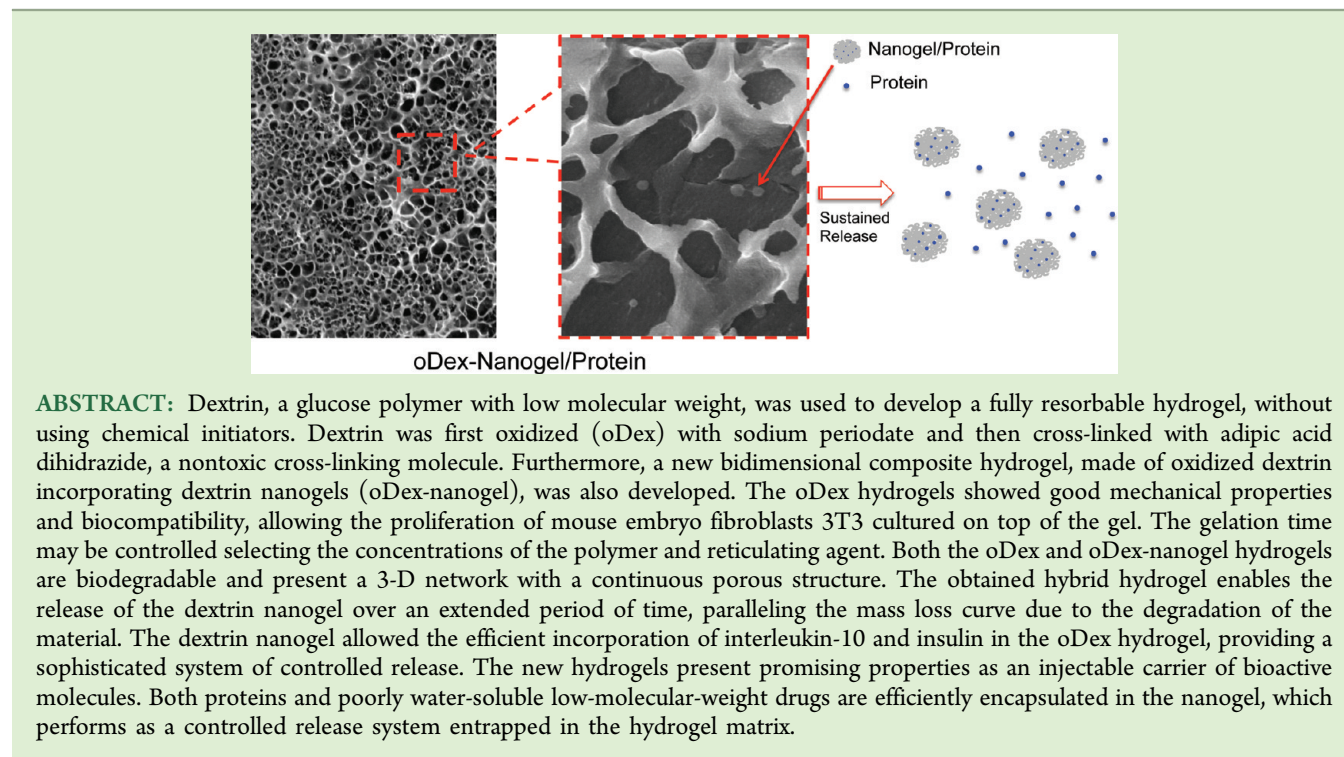 Nanogel/Protein
Protein
Sustained
Release
oDex-Nanogel/Protein
ABSTRACT: Dextrin, a glucose polymer with low molecular weight, was used to develop a fully resorbable hydrogel, without
using chemical initiators. Dextrin was first oxidized (oDex) with sodium periodate and then cross-linked with adipic acid
dihidrazide, a nontoxic cross-linking molecule. Furthermore, a new bidimensional composite hydrogel, made of oxidized dextrin
incorporating dextrin nanogels (oDex-nanogel), was also developed. The oDex hydrogels showed good mechanical properties
and biocompatibility, allowing the proliferation of mouse embryo fibroblasts 3T3 cultured on top of the gel. The gelation time
may be controlled selecting the concentrations of the polymer and reticulating agent. Both the oDex and oDex-nanogel hydrogels
are biodegradable and present a 3-D network with a continuous porous structure. The obtained hybrid hydrogel enables the
release of the dextrin nanogel over an extended period of time, paralleling the mass loss curve due to the degradation of the
material. The dextrin nanogel allowed the efficient incorporation of interleukin-10 and insulin in the oDex hydrogel, providing a
sophisticated system of controlled release. The new hydrogels present promising properties as an injectable carrier of bioactive
molecules. Both proteins and poorly water-soluble low-molecular-weight drugs are efficiently encapsulated in the nanogel, which
performs as a controlled release system entrapped in the hydrogel matrix.